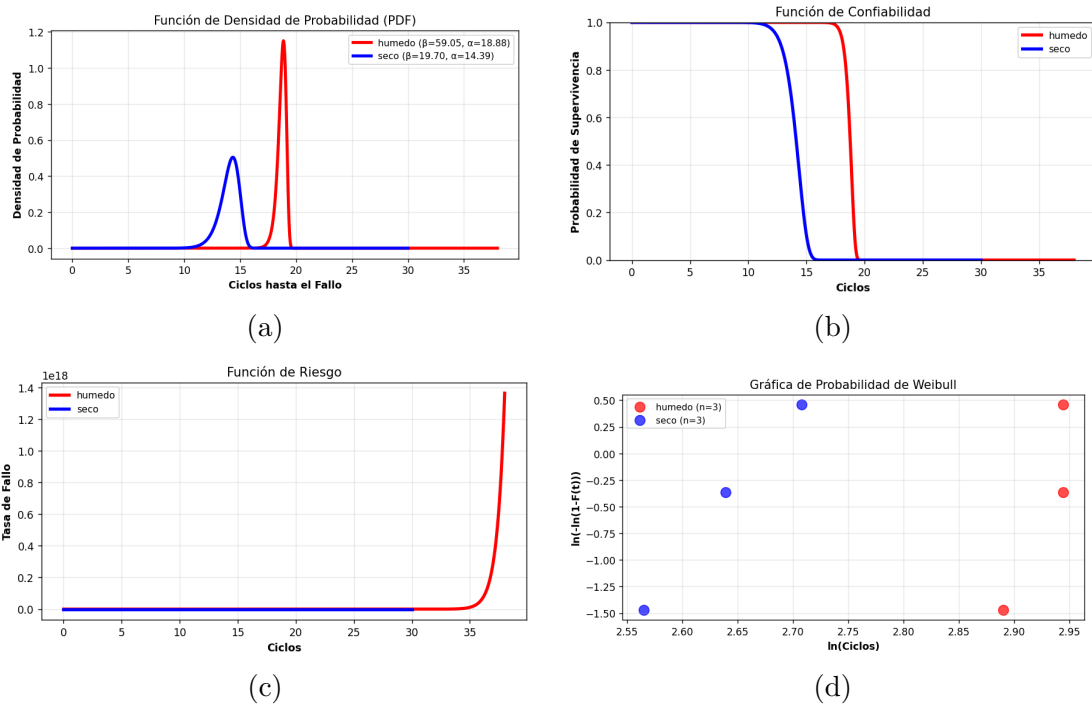 Función de Densidad de Probabilidad (PDF)
humedo (β=59.05, α=18.88)
seco (β=19.70, α=14.39)
Densidad de Probabilidad
1.2
1.0
0.8
0.6
0.4
0.2
0.0
0 5 10 15 20 25 30 35
Ciclos hasta el Fallo
(a)
Función de Confiabilidad
humedo
seco
Probabilidad de Supervivencia
1.0
0.8
0.6
0.4
0.2
0.0
0 5 10 15 20 25 30 35
Ciclos
(b)
Función de Riesgo
1e18
humedo
seco
Tasa de Fallo
1.4
1.2
1.0
0.8
0.6
0.4
0.2
0.0
0 5 10 15 20 25 30 35
Ciclos
(c)
Gráfica de Probabilidad de Weibull
humedo (n=3)
seco (n=3)
ln(-ln(1-F(t)))
0.50
0.25
0.00
−0.25
−0.50
−0.75
−1.00
−1.25
−1.50
2.55 2.60 2.65 2.70 2.75 2.80 2.85 2.90 2.95
ln(Ciclos)
(d)